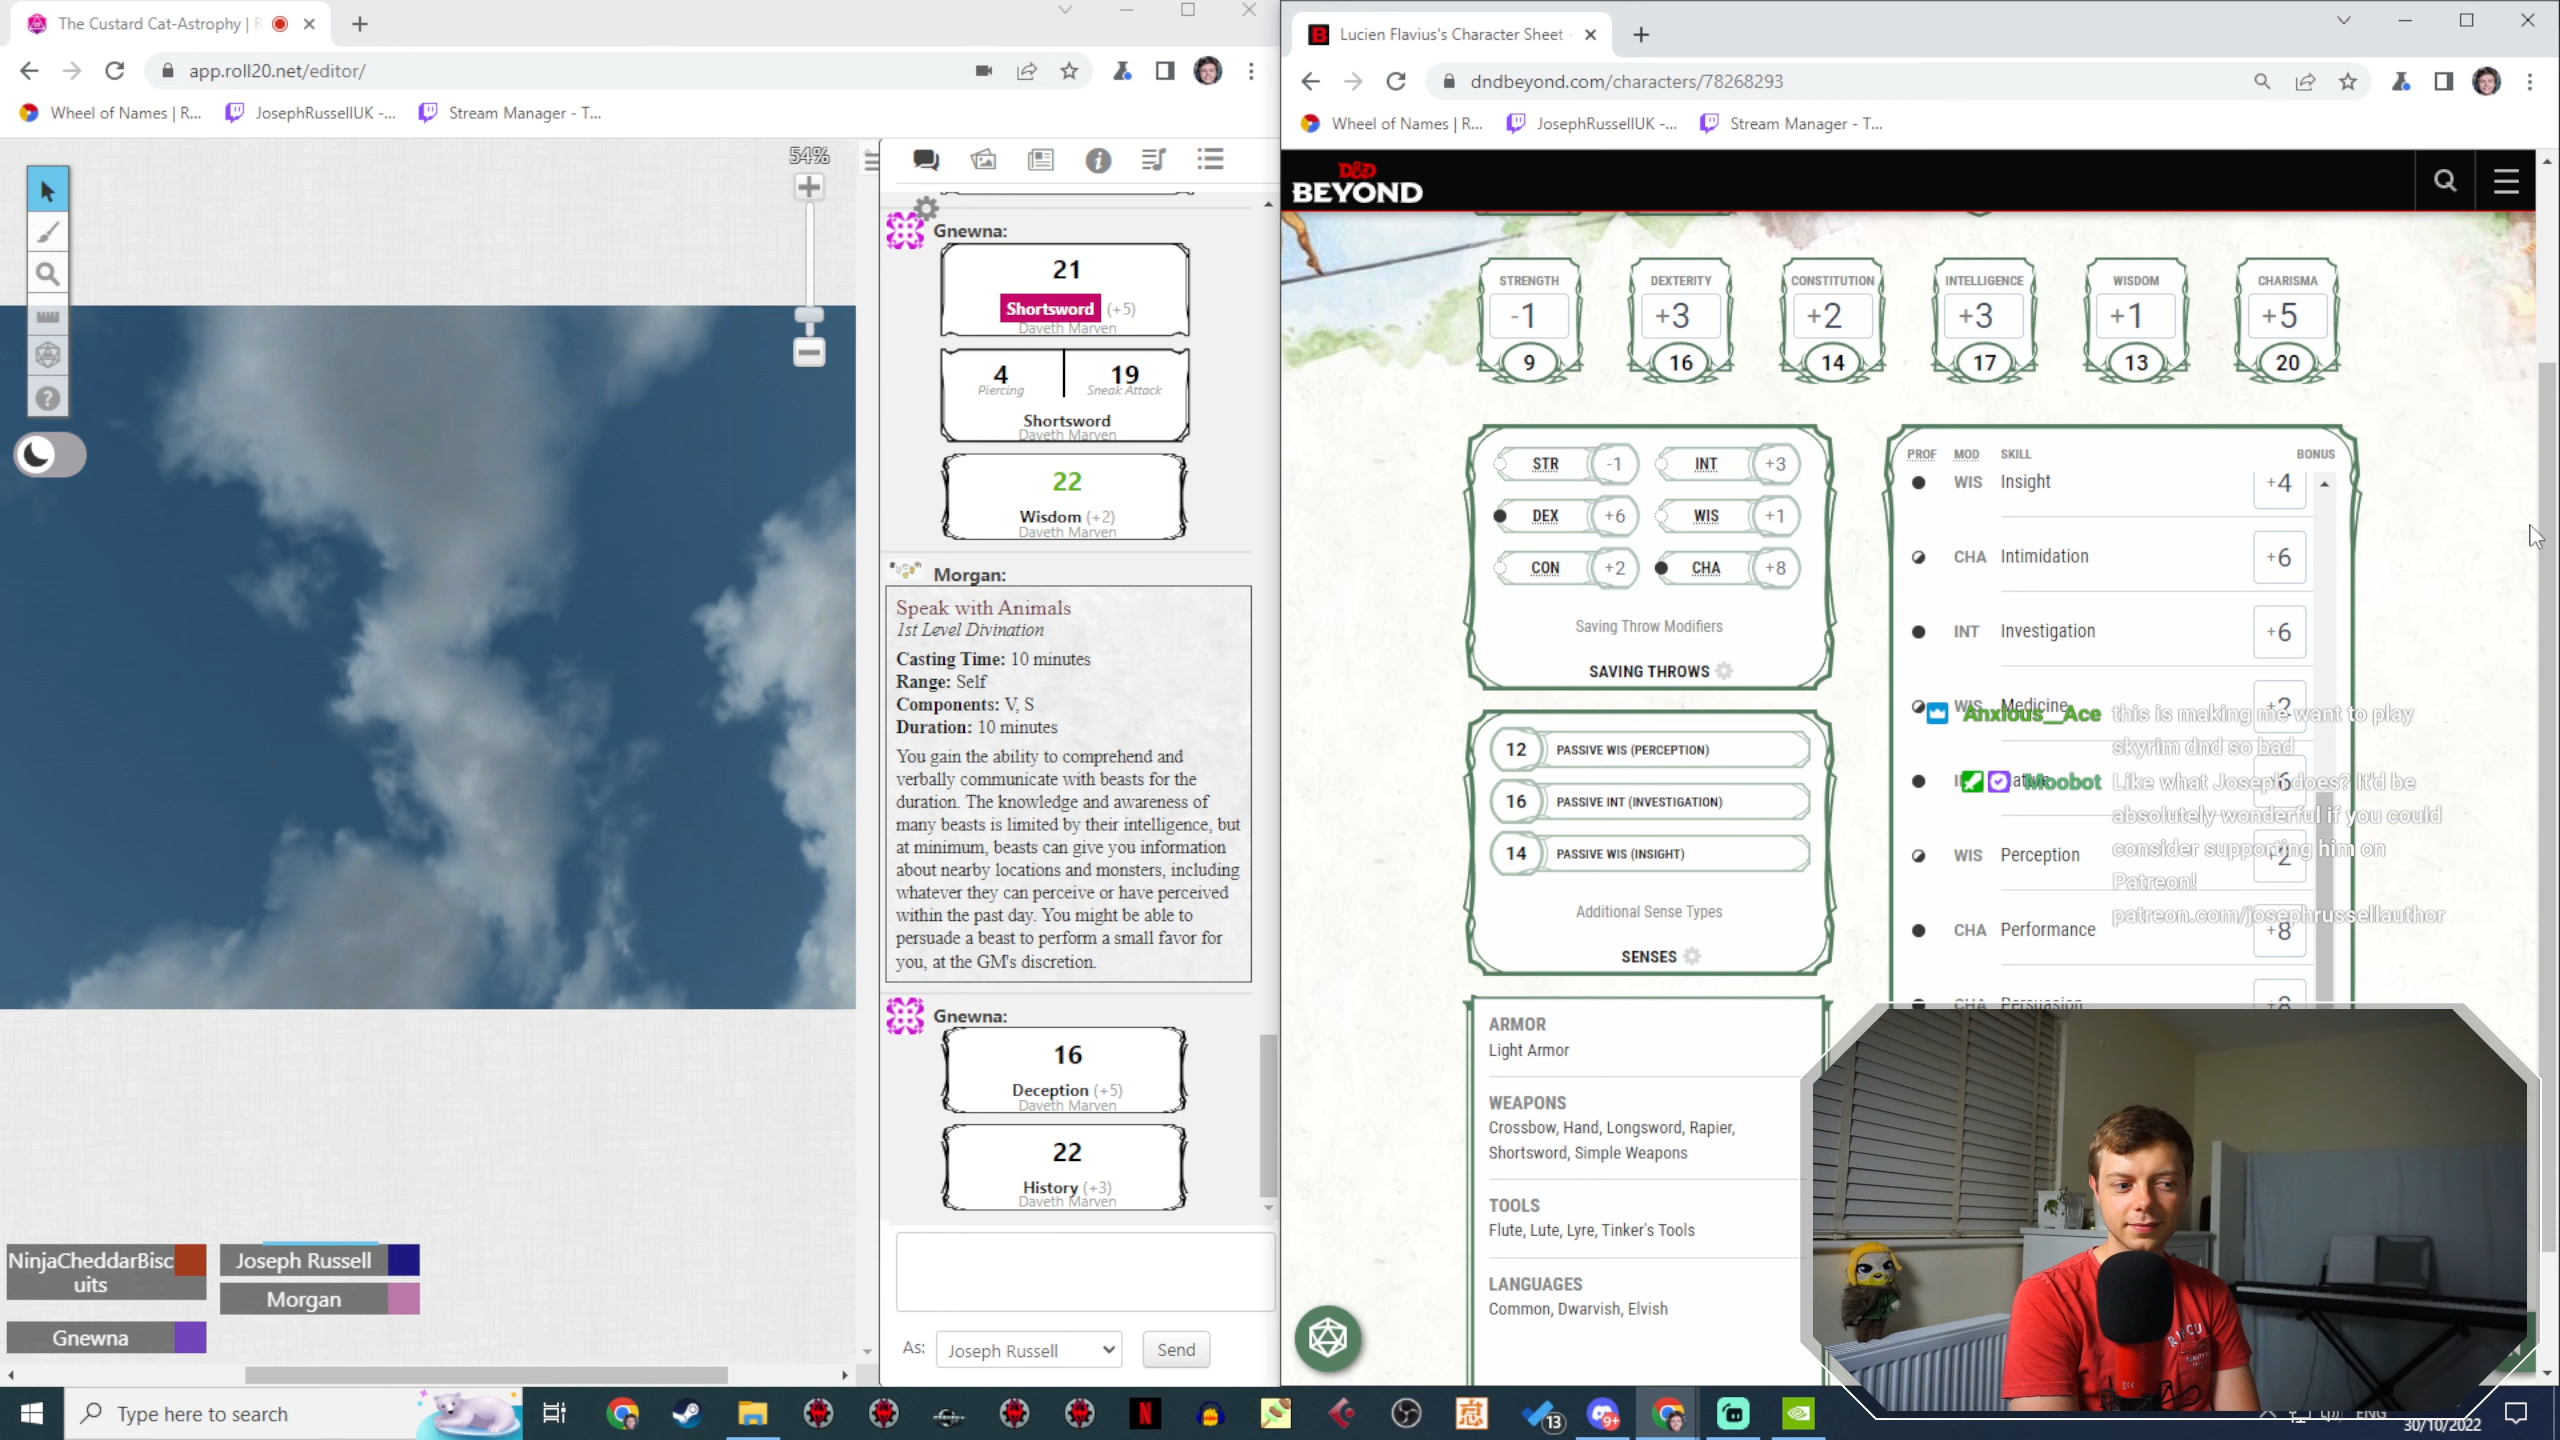 The Custard Cat-Astrophy | R
app.roll20.net/editor/
Wheel of Names | R...
JosephRussellUK -...
Stream Manager - T...
54%
Gnewna:
21
Shortsword (+5)
Daveth Marven
4
19
Piercing
Sneak Attack
Shortsword
Daveth Marven
22
Wisdom (+2)
Daveth Marven
Morgan:
Speak with Animals
1st Level Divination
Casting Time: 10 minutes
Range: Self
Components: V, S
Duration: 10 minutes
You gain the ability to comprehend and
verbally communicate with beasts for the
duration. The knowledge and awareness of
many beasts is limited by their intelligence, but
at minimum, beasts can give you information
about nearby locations and monsters, including
whatever they can perceive or have perceived
within the past day. You might be able to
persuade a beast to perform a small favor for
you, at the GM's discretion.
Gnewna:
16
Deception (+5)
Daveth Marven
22
History (+3)
Daveth Marven
As:
Joseph Russell
Send
NinjaCheddarBisc
uits
Joseph Russell
Morgan
Gnewna
Lucien Flavius's Character Sheet -
dndbeyond.com/characters/78268293
Wheel of Names | R...
JosephRussellUK -...
Stream Manager - T...
D&D
BEYOND
STRENGTH
-1
9
DEXTERITY
+3
16
CONSTITUTION
+2
14
INTELLIGENCE
+3
17
WISDOM
+1
13
CHARISMA
+5
20
STR -1
INT +3
DEX +6
WIS +1
CON +2
CHA +8
Saving Throw Modifiers
SAVING THROWS
12 PASSIVE WIS (PERCEPTION)
16 PASSIVE INT (INVESTIGATION)
14 PASSIVE WIS (INSIGHT)
Additional Sense Types
SENSES
ARMOR
Light Armor
WEAPONS
Crossbow, Hand, Longsword, Rapier,
Shortsword, Simple Weapons
TOOLS
Flute, Lute, Lyre, Tinker's Tools
LANGUAGES
Common, Dwarvish, Elvish
PROF MOD SKILL BONUS
WIS Insight +4
CHA Intimidation +6
INT Investigation +6
WIS Medicine +2
WIS Perception +2
CHA Performance +8
CHA Persuasion +8
Anxious__Ace this is making me want to play
skyrim dnd so bad
Moobot Like what Joseph does? It'd be
absolutely wonderful if you could
consider supporting him on
Patreon!
patreon.com/josephrussellauthor
Type here to search
13
9+
ENG
30/10/2022